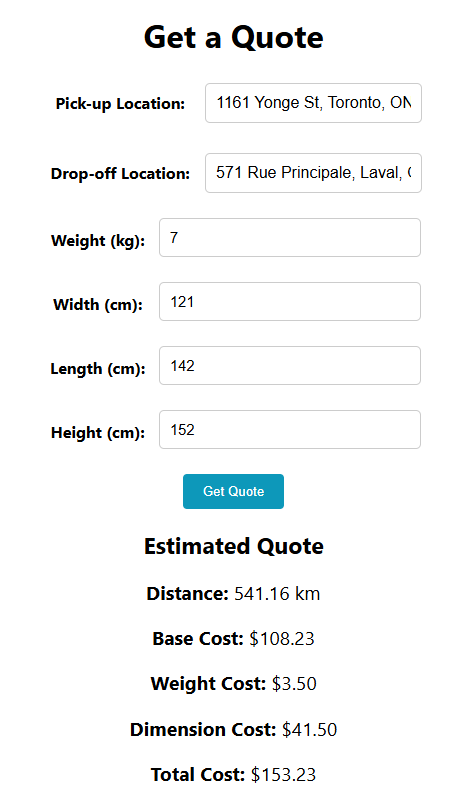 Get a Quote
Pick-up Location: 1161 Yonge St, Toronto, ON
Drop-off Location: 571 Rue Principale, Laval,
Weight (kg): 7
Width (cm): 121
Length (cm): 142
Height (cm): 152
Get Quote
Estimated Quote
Distance: 541.16 km
Base Cost: $108.23
Weight Cost: $3.50
Dimension Cost: $41.50
Total Cost: $153.23